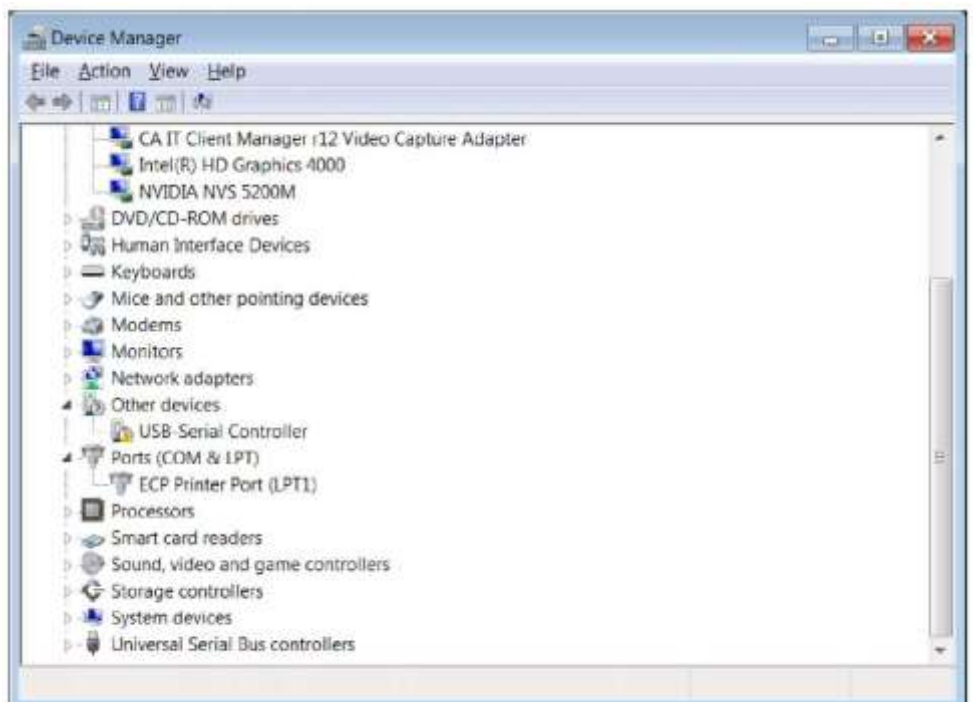 Device Manager
File Action View Help
CA IT Client Manager r12 Video Capture Adapter
Intel(R) HD Graphics 4000
NVIDIA NVS 5200M
DVD/CD-ROM drives
Human Interface Devices
Keyboards
Mice and other pointing devices
Modems
Monitors
Network adapters
Other devices
USB-Serial Controller
Ports (COM & LPT)
ECP Printer Port (LPT1)
Processors
Smart card readers
Sound, video and game controllers
Storage controllers
System devices
Universal Serial Bus controllers